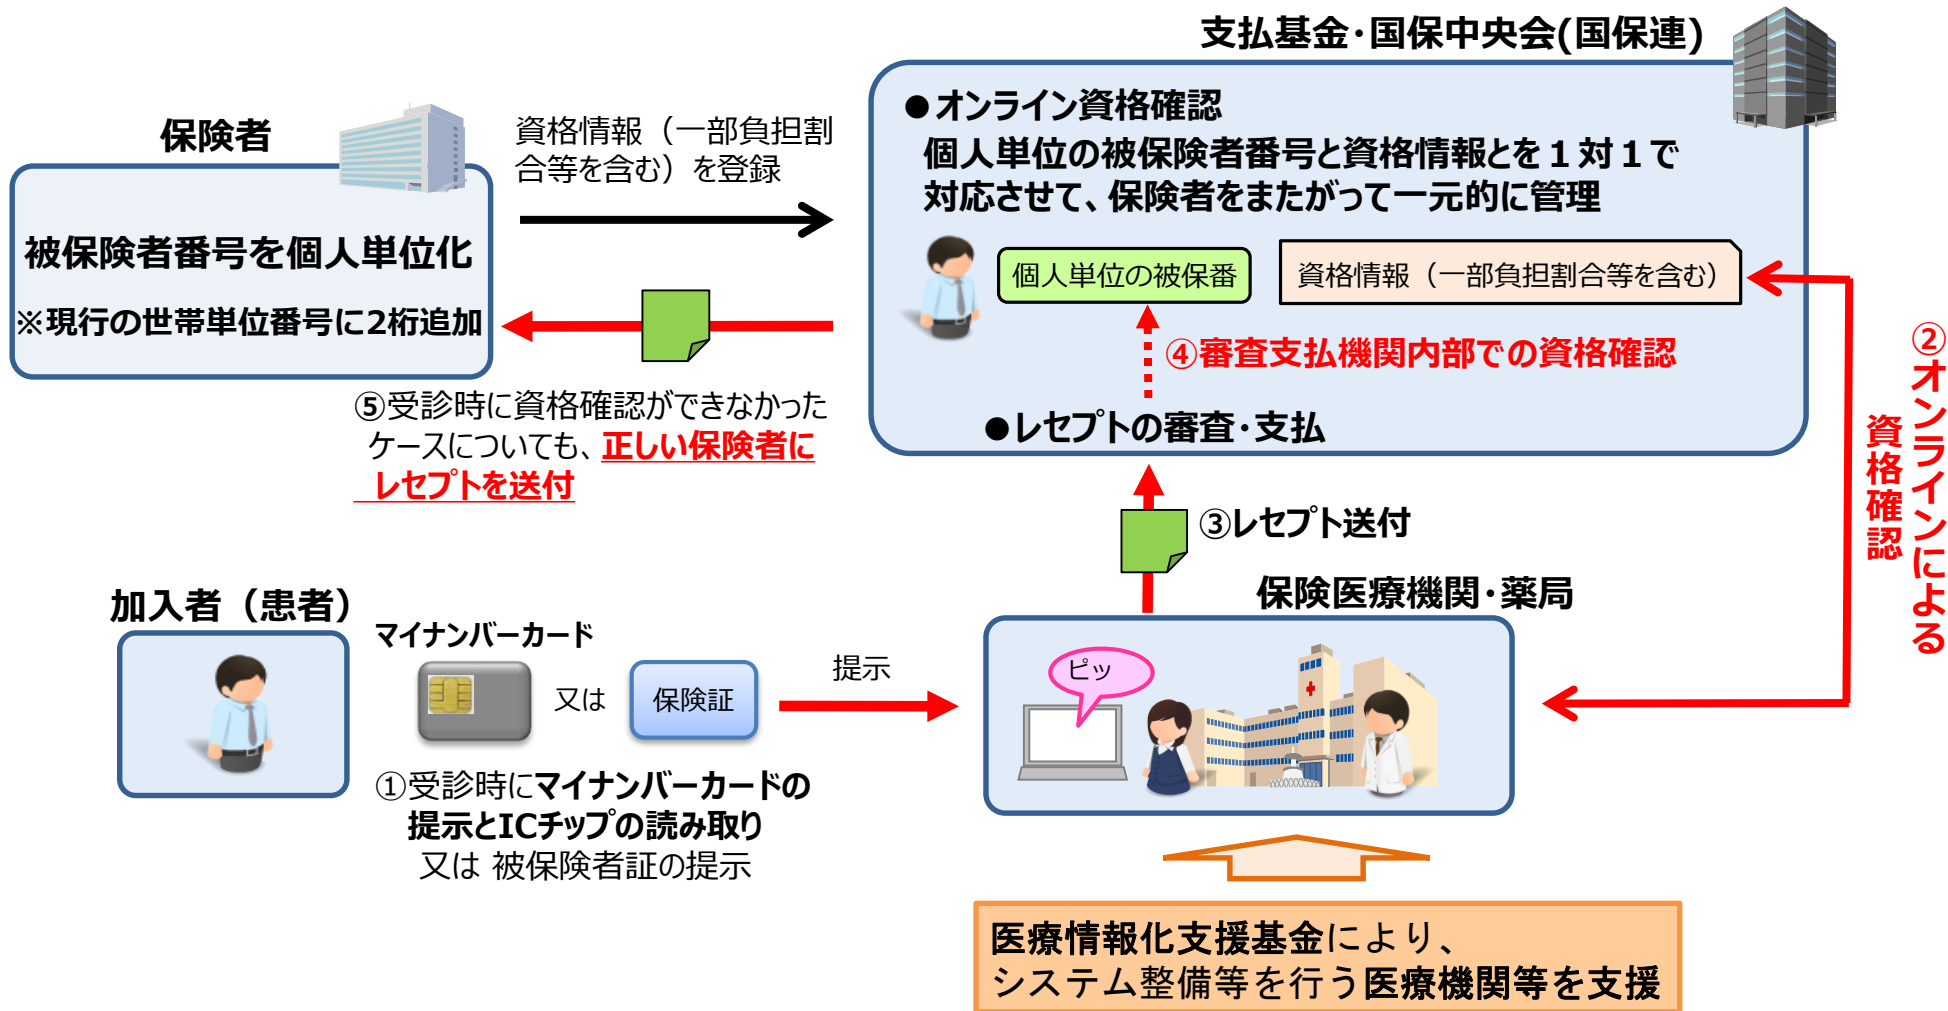 支払基金・国保中央会(国保連)
●オンライン資格確認
個人単位の被保険者番号と資格情報とを１対１で
対応させて、保険者をまたがって一元的に管理
個人単位の被保番
資格情報（一部負担割合等を含む）
④審査支払機関内部での資格確認
●レセプトの審査・支払
保険者
被保険者番号を個人単位化
※現行の世帯単位番号に2桁追加
資格情報（一部負担割
合等を含む）を登録
⑤受診時に資格確認ができなかった
ケースについても、正しい保険者に
レセプトを送付
②オンラインによる
資格確認
③レセプト送付
保険医療機関・薬局
ピッ
加入者（患者）
マイナンバーカード
又は
保険証
提示
①受診時にマイナンバーカードの
提示とICチップの読み取り
又は 被保険者証の提示
医療情報化支援基金により、
システム整備等を行う医療機関等を支援